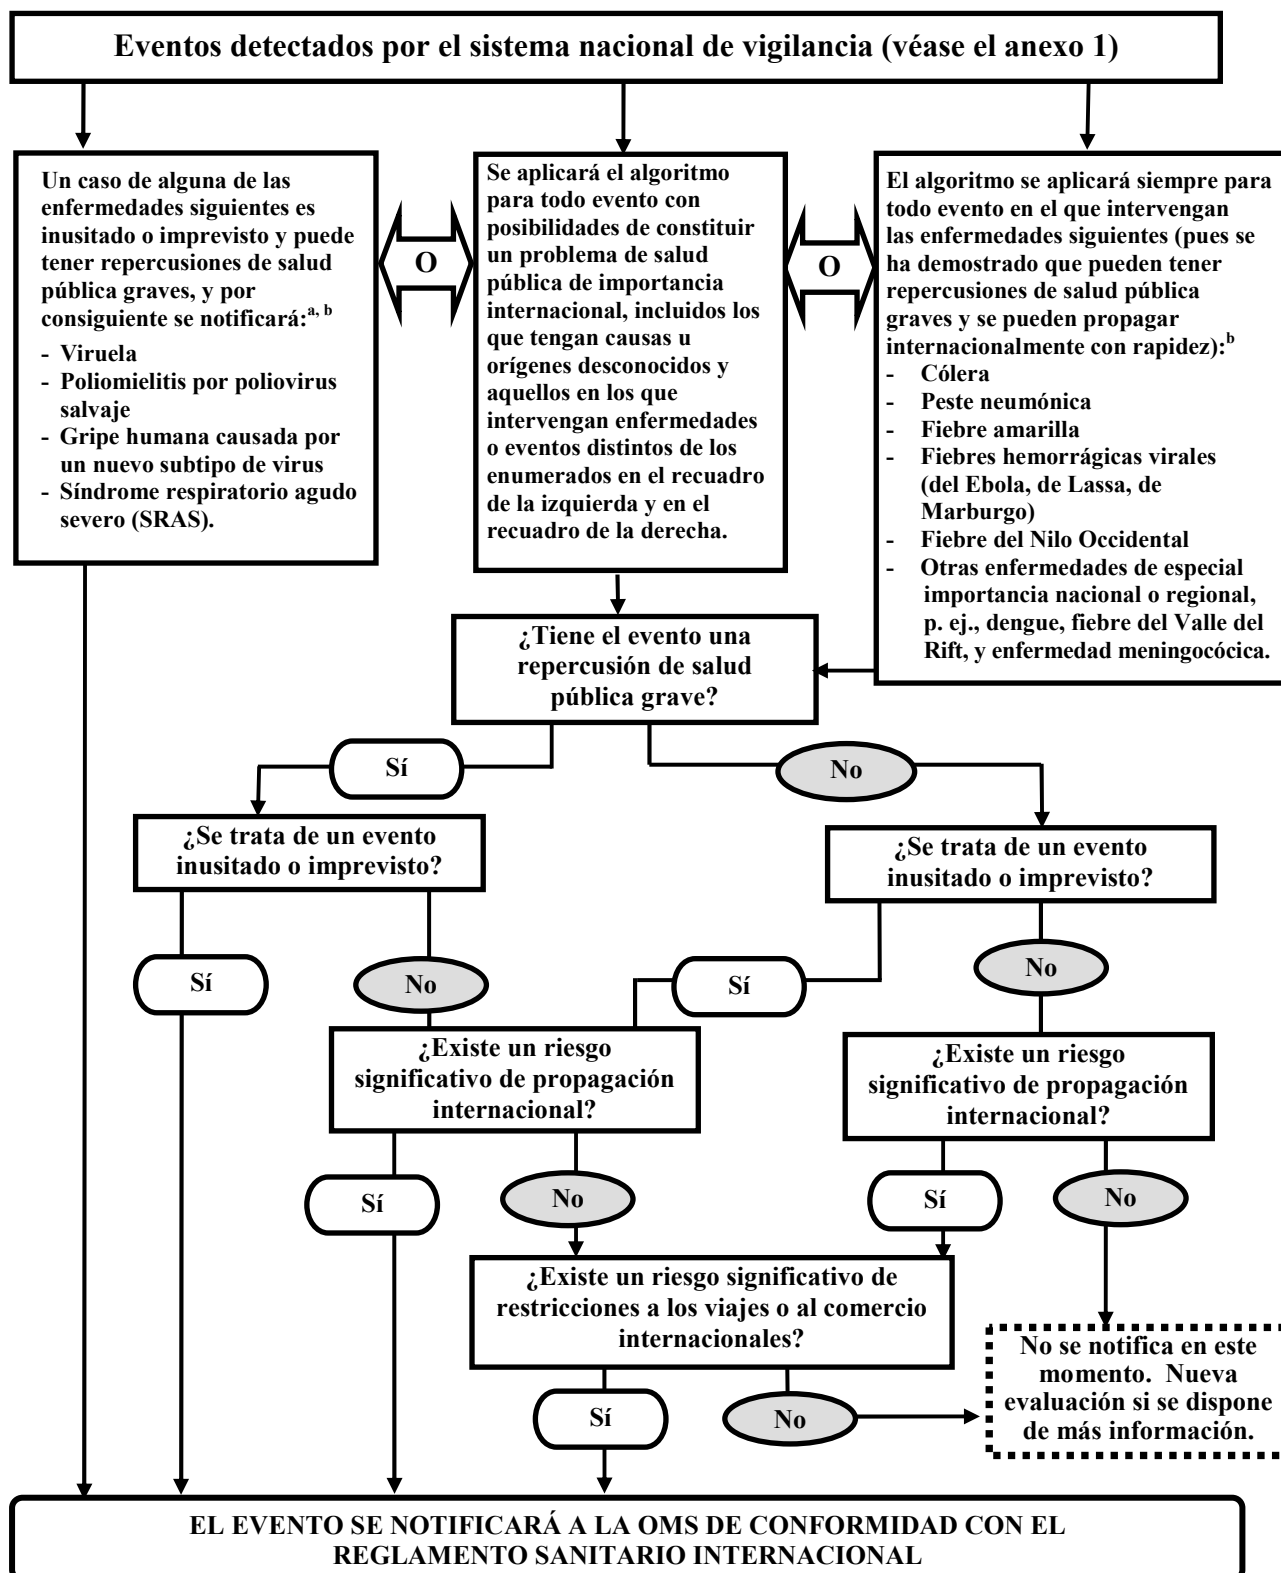 Eventos detectados por el sistema nacional de vigilancia (véase el anexo 1)
Un caso de alguna de las
enfermedades siguientes es
inusitado o imprevisto y puede
tener repercusiones de salud
pública graves, y por
consiguiente se notificará:a, b
- Viruela
- Poliomielitis por poliovirus
salvaje
- Gripe humana causada por
un nuevo subtipo de virus
- Síndrome respiratorio agudo
severo (SRAS).
O
Se aplicará el algoritmo
para todo evento con
posibilidades de constituir
un problema de salud
pública de importancia
internacional, incluidos los
que tengan causas u
orígenes desconocidos y
aquellos en los que
intervengan enfermedades
o eventos distintos de los
enumerados en el recuadro
de la izquierda y en el
recuadro de la derecha.
O
El algoritmo se aplicará siempre para
todo evento en el que intervengan
las enfermedades siguientes (pues se
ha demostrado que pueden tener
repercusiones de salud pública
graves y se pueden propagar
internacionalmente con rapidez):b
- Cólera
- Peste neumónica
- Fiebre amarilla
- Fiebres hemorrágicas virales
(del Ebola, de Lassa, de
Marburgo)
- Fiebre del Nilo Occidental
- Otras enfermedades de especial
importancia nacional o regional,
p. ej., dengue, fiebre del Valle del
Rift, y enfermedad meningocócica.
¿Tiene el evento una
repercusión de salud
pública grave?
Sí
No
¿Se trata de un evento
inusitado o imprevisto?
¿Se trata de un evento
inusitado o imprevisto?
Sí
No
Sí
No
¿Existe un riesgo
significativo de propagación
internacional?
¿Existe un riesgo
significativo de propagación
internacional?
Sí
No
Sí
No
¿Existe un riesgo significativo de
restricciones a los viajes o al comercio
internacionales?
Sí
No
No se notifica en este
momento. Nueva
evaluación si se dispone
de más información.
EL EVENTO SE NOTIFICARÁ A LA OMS DE CONFORMIDAD CON EL
REGLAMENTO SANITARIO INTERNACIONAL